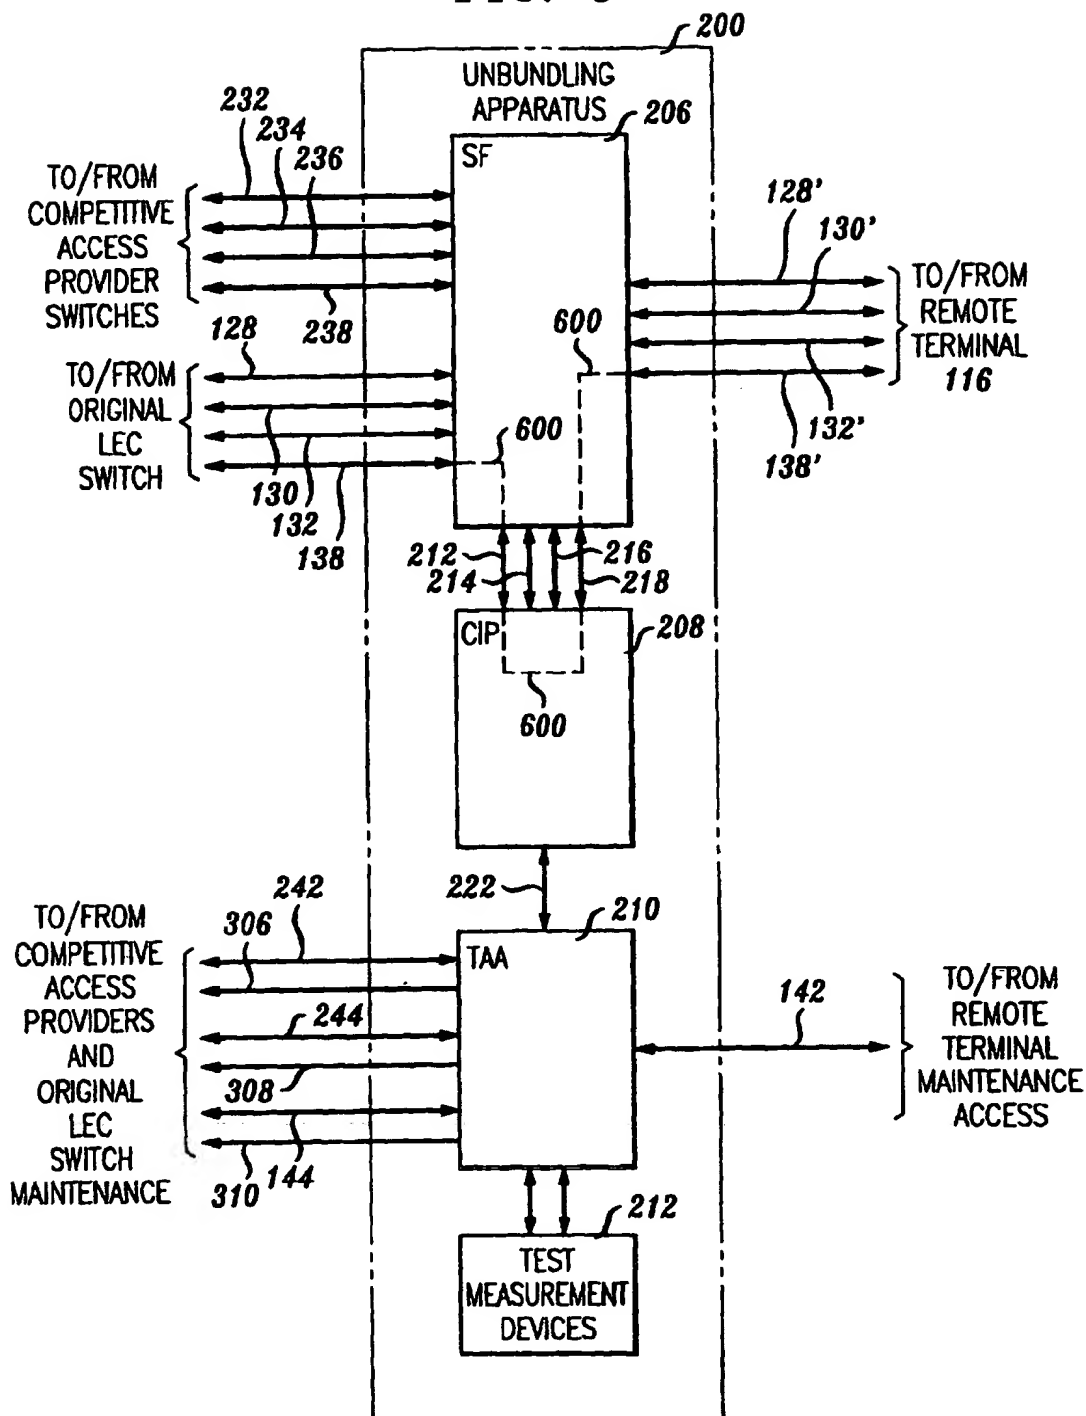 200
UNBUNDLING
APPARATUS
206
SF
232
234
236
TO/FROM
COMPETITIVE
ACCESS
PROVIDER
SWITCHES
238
128'
130'
TO/FROM
REMOTE
TERMINAL
116
132'
138'
600
128
TO/FROM
ORIGINAL
LEC
SWITCH
130
132
138
600
212
214
216
218
CIP
208
600
222
210
TAA
242
306
TO/FROM
COMPETITIVE
ACCESS
PROVIDERS
AND
ORIGINAL
LEC
SWITCH
MAINTENANCE
244
308
310
144
142
TO/FROM
REMOTE
TERMINAL
MAINTENANCE
ACCESS
212
TEST
MEASUREMENT
DEVICES